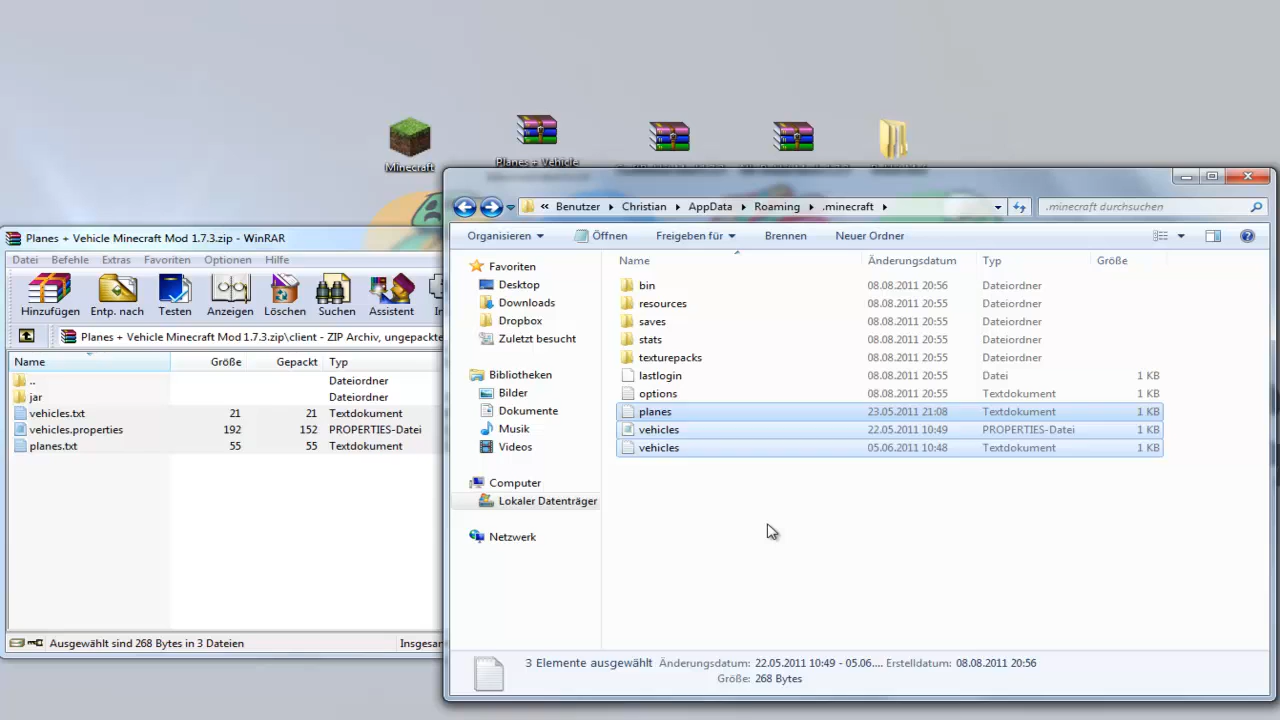 Minecraft
Planes + Vehicle
Planes + Vehicle Minecraft Mod 1.7.3.zip - WinRAR
Datei Befehle Extras Favoriten Optionen Hilfe
Hinzufügen Entp. nach Testen Anzeigen Löschen Suchen Assistent
Planes + Vehicle Minecraft Mod 1.7.3.zip\client - ZIP Archiv, ungepackte
Name Größe Gepackt Typ
.. Dateiordner
jar Dateiordner
vehicles.txt 21 21 Textdokument
vehicles.properties 192 152 PROPERTIES-Datei
planes.txt 55 55 Textdokument
Ausgewählt sind 268 Bytes in 3 Dateien
« Benutzer Christian AppData Roaming .minecraft
.minecraft durchsuchen
Organisieren Öffnen Freigeben für Brennen Neuer Ordner
Favoriten
Desktop
Downloads
Dropbox
Zuletzt besucht
Bibliotheken
Bilder
Dokumente
Musik
Videos
Computer
Lokaler Datenträger
Netzwerk
Name Änderungsdatum Typ Größe
bin 08.08.2011 20:56 Dateiordner
resources 08.08.2011 20:55 Dateiordner
saves 08.08.2011 20:55 Dateiordner
stats 08.08.2011 20:55 Dateiordner
texturepacks 08.08.2011 20:55 Dateiordner
lastlogin 08.08.2011 20:55 Datei 1 KB
options 08.08.2011 20:55 Textdokument 1 KB
planes 23.05.2011 21:08 Textdokument 1 KB
vehicles 22.05.2011 10:49 PROPERTIES-Datei 1 KB
vehicles 05.06.2011 10:48 Textdokument 1 KB
3 Elemente ausgewählt Änderungsdatum: 22.05.2011 10:49 - 05.06.... Erstelldatum: 08.08.2011 20:56
Größe: 268 Bytes